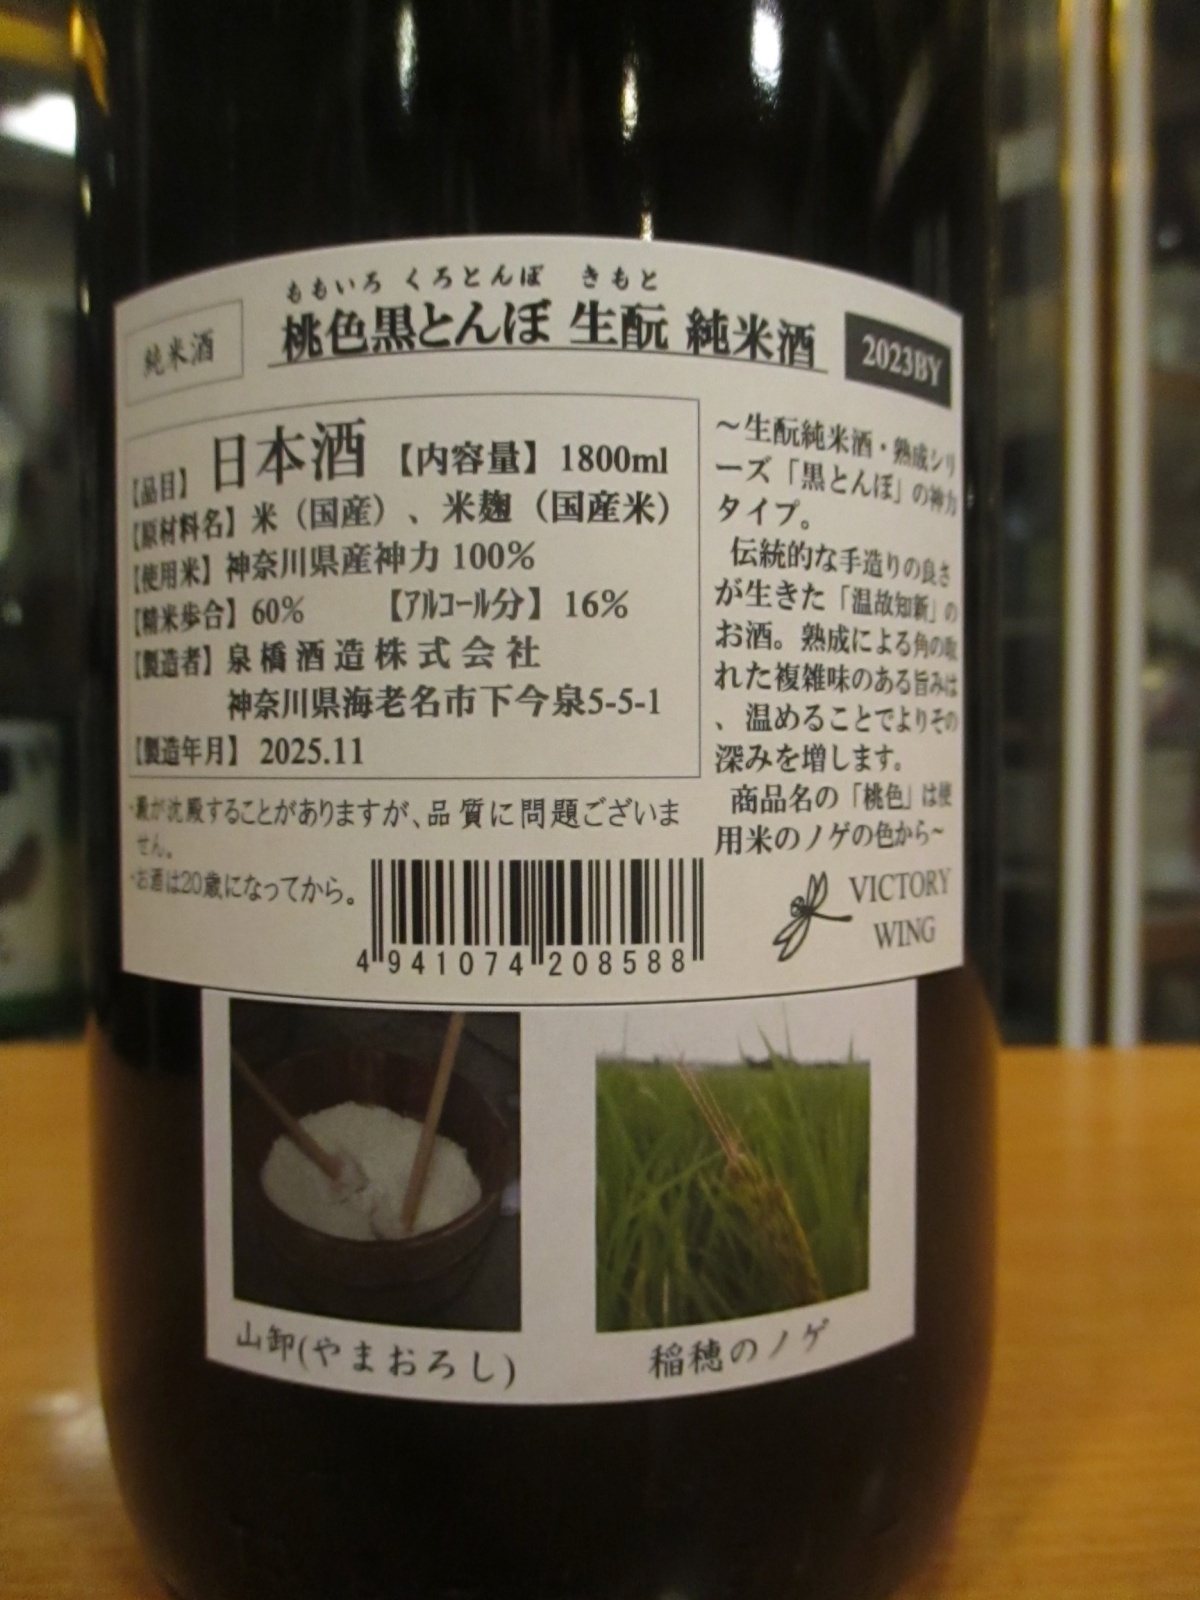 ももいろ くろとんぼ きもと
純米酒 桃色黒とんぼ 生酛 純米酒 2023BY
【品目】日本酒 【内容量】1800ml
【原材料名】米（国産）、米麹（国産米）
【使用米】神奈川県産神力 100%
【精米歩合】60% 【アルコール分】16%
【製造者】泉橋酒造株式会社
神奈川県海老名市下今泉5-5-1
【製造年月】2025.11
・澱が沈殿することがありますが、品質に問題ございま
せん。
・お酒は20歳になってから。
4 941074 208588
～生酛純米酒・熟成シリ
ーズ「黒とんぼ」の神力
タイプ。
伝統的な手造りの良さ
が生きた「温故知新」の
お酒。熟成による角の取
れた複雑味のある旨みは
、温めることでよりその
深みを増します。
商品名の「桃色」は使
用米のノゲの色から~
VICTORY
WING
山卸(やまおろし)
稲穂のノゲ